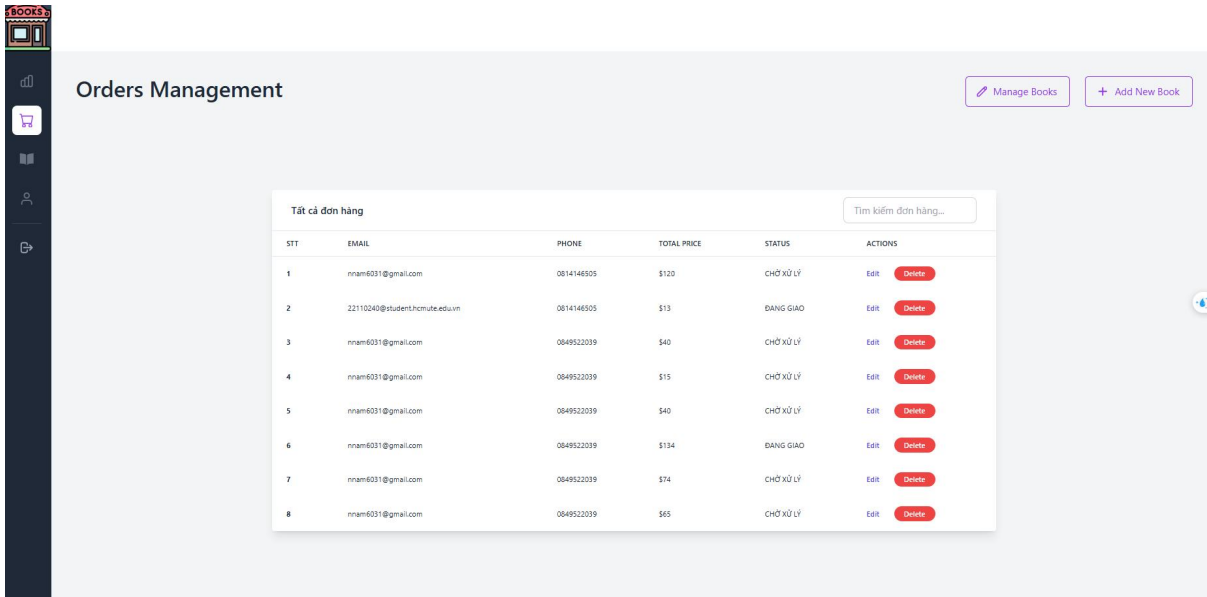 BOOKS
Orders Management
Manage Books
+ Add New Book
Tất cả đơn hàng
Tìm kiếm đơn hàng...
STT EMAIL PHONE TOTAL PRICE STATUS ACTIONS
1 nnam6031@gmail.com 0814146505 $120 CHỜ XỬ LÝ Edit Delete
2 22110240@student.hcmute.edu.vn 0814146505 $13 ĐANG GIAO Edit Delete
3 nnam6031@gmail.com 0849522039 $40 CHỜ XỬ LÝ Edit Delete
4 nnam6031@gmail.com 0849522039 $15 CHỜ XỬ LÝ Edit Delete
5 nnam6031@gmail.com 0849522039 $40 CHỜ XỬ LÝ Edit Delete
6 nnam6031@gmail.com 0849522039 $134 ĐANG GIAO Edit Delete
7 nnam6031@gmail.com 0849522039 $74 CHỜ XỬ LÝ Edit Delete
8 nnam6031@gmail.com 0849522039 $65 CHỜ XỬ LÝ Edit Delete